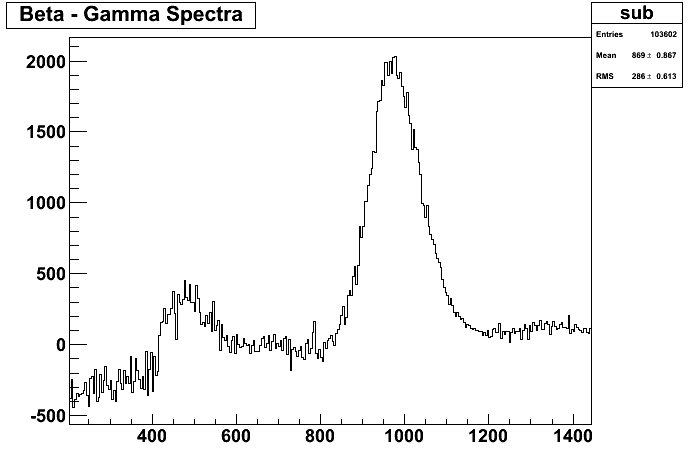 Beta - Gamma Spectra
sub
Entries 103602
Mean 869 ± 0.867
RMS 286 ± 0.613
2000
1500
1000
500
0
-500
400 600 800 1000 1200 1400